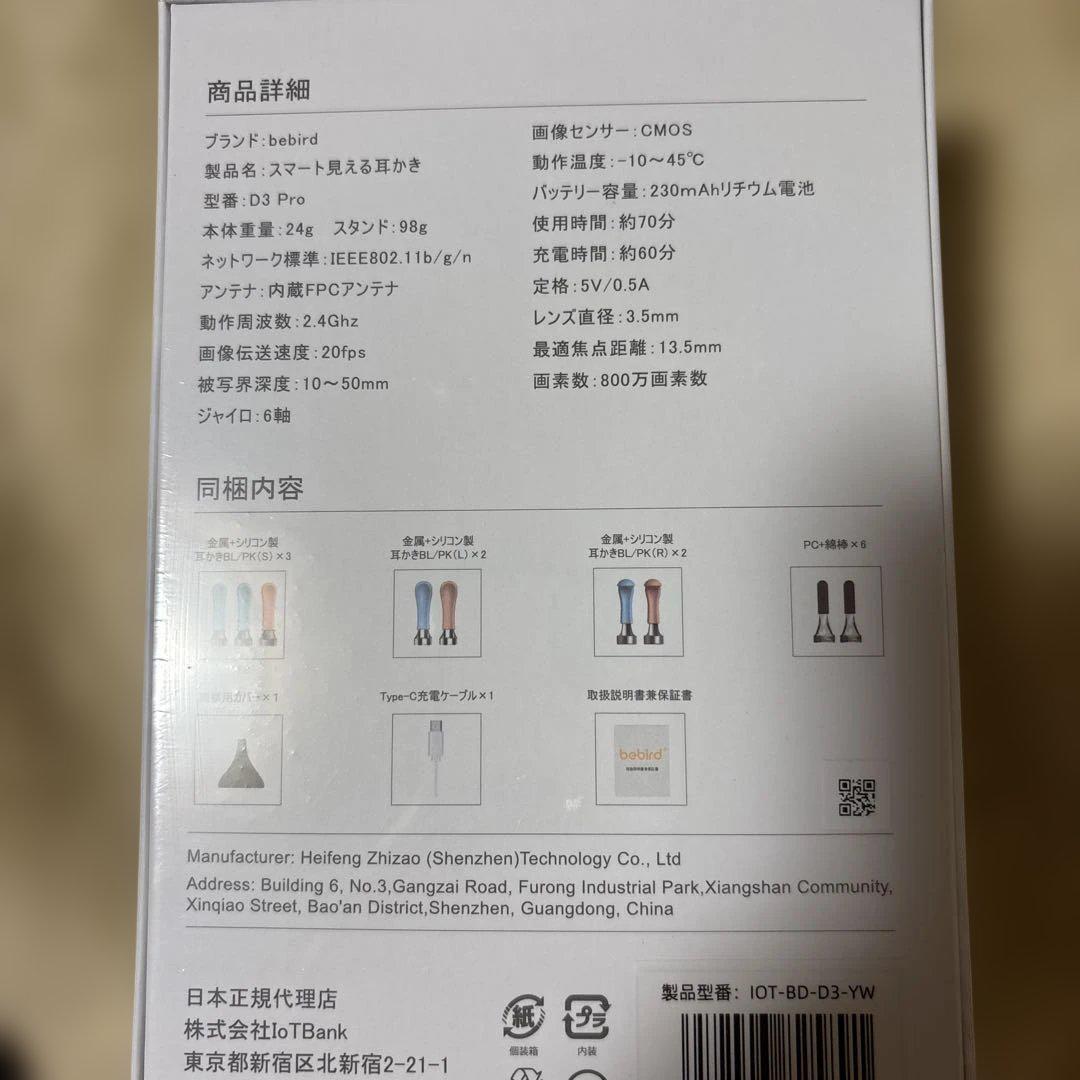 商品詳細
ブランド:bebird
製品名:スマート見える耳かき
型番:D3 Pro
本体重量:24g スタンド:98g
ネットワーク標準:IEEE802.11b/g/n
アンテナ:内蔵FPCアンテナ
動作周波数:2.4Ghz
画像伝送速度:20fps
被写界深度:10〜50mm
ジャイロ:6軸
画像センサー:CMOS
動作温度:-10〜45℃
バッテリー容量:230mAhリチウム電池
使用時間:約70分
充電時間:約60分
定格:5V/0.5A
レンズ直径:3.5mm
最適焦点距離:13.5mm
画素数:800万画素数
同梱内容
金属+シリコン製
耳かきBL/PK(S)×3
金属+シリコン製
耳かきBL/PK(L)×2
金属+シリコン製
耳かきBL/PK(R)×2
PC+綿棒×6
用カバー×1
Type-C充電ケーブル×1
取扱説明書兼保証書
bebird
取扱説明書兼保証書
Manufacturer: Heifeng Zhizao (Shenzhen)Technology Co., Ltd
Address: Building 6, No.3,Gangzai Road, Furong Industrial Park,Xiangshan Community,
Xinqiao Street, Bao'an District,Shenzhen, Guangdong, China
日本正規代理店
株式会社IoTBank
東京都新宿区北新宿2-21-1
紙
個装箱
プラ
内装
製品型番: IOT-BD-D3-YW